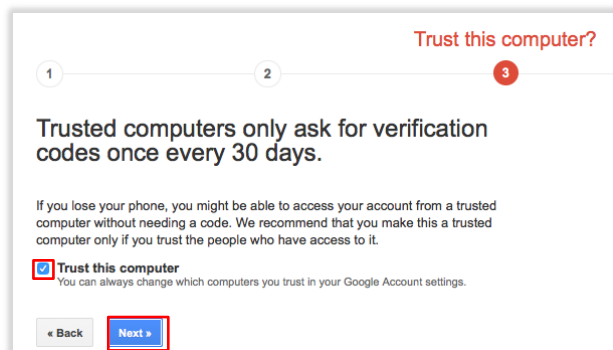 Trust this computer?
1 2 3
Trusted computers only ask for verification
codes once every 30 days.
If you lose your phone, you might be able to access your account from a trusted
computer without needing a code. We recommend that you make this a trusted
computer only if you trust the people who have access to it.
Trust this computer
You can always change which computers you trust in your Google Account settings.
« Back Next »